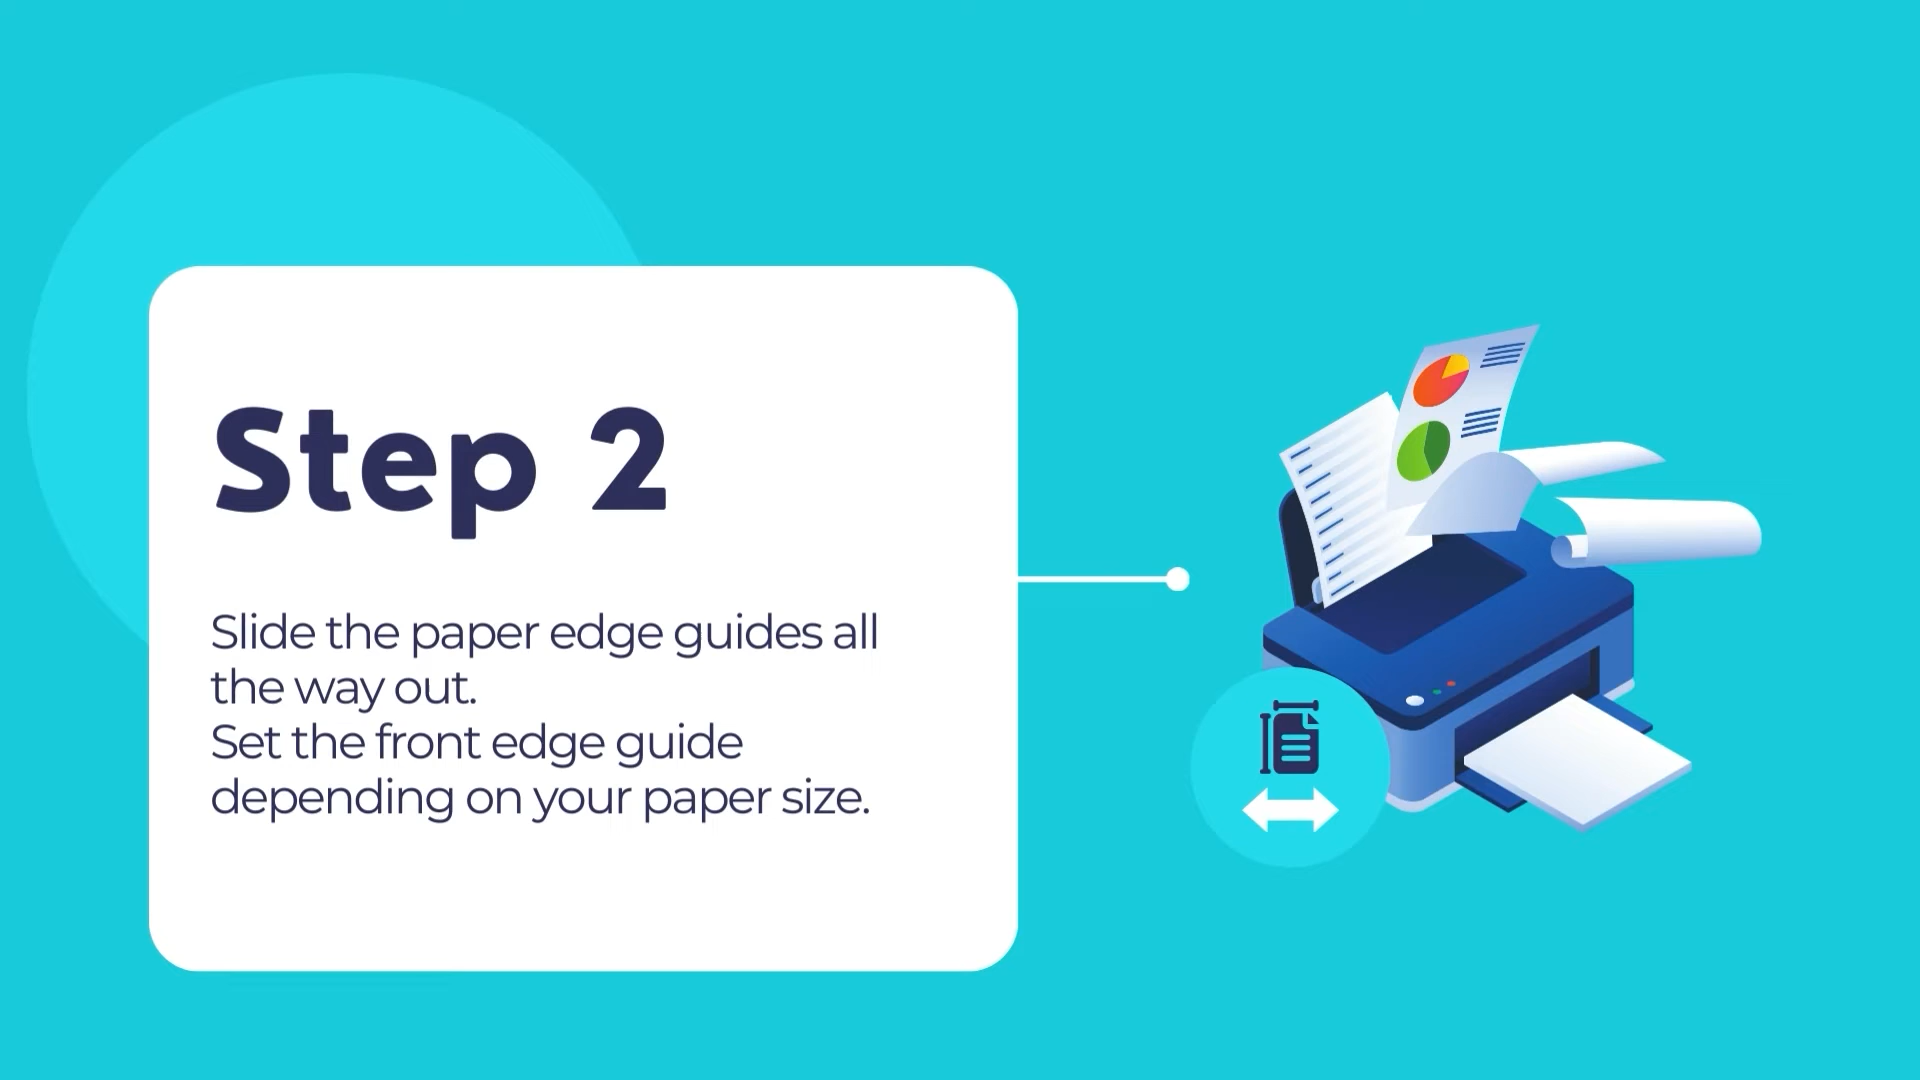 Step 2
Slide the paper edge guides all
the way out.
Set the front edge guide
depending on your paper size.